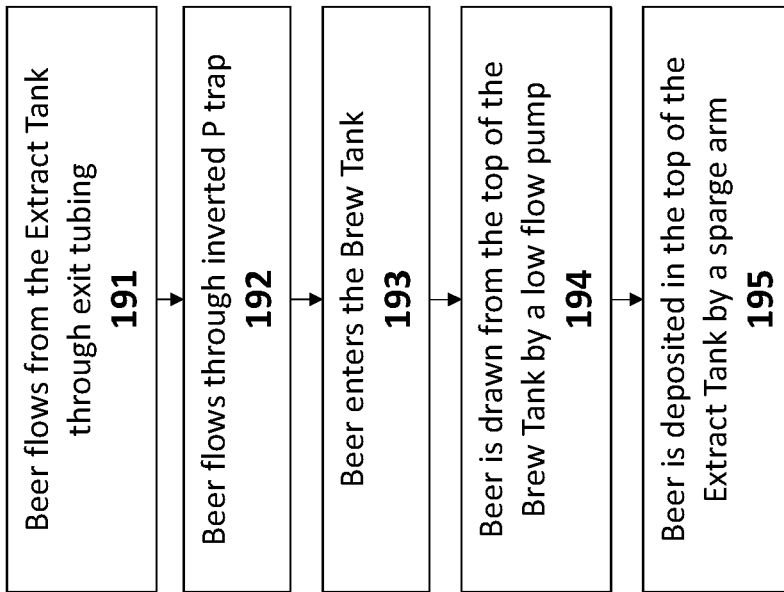 Beer flows from the Extract Tank
through exit tubing
191
Beer flows through inverted P trap
192
Beer enters the Brew Tank
193
Beer is drawn from the top of the
Brew Tank by a low flow pump
194
Beer is deposited in the top of the
Extract Tank by a sparge arm
195